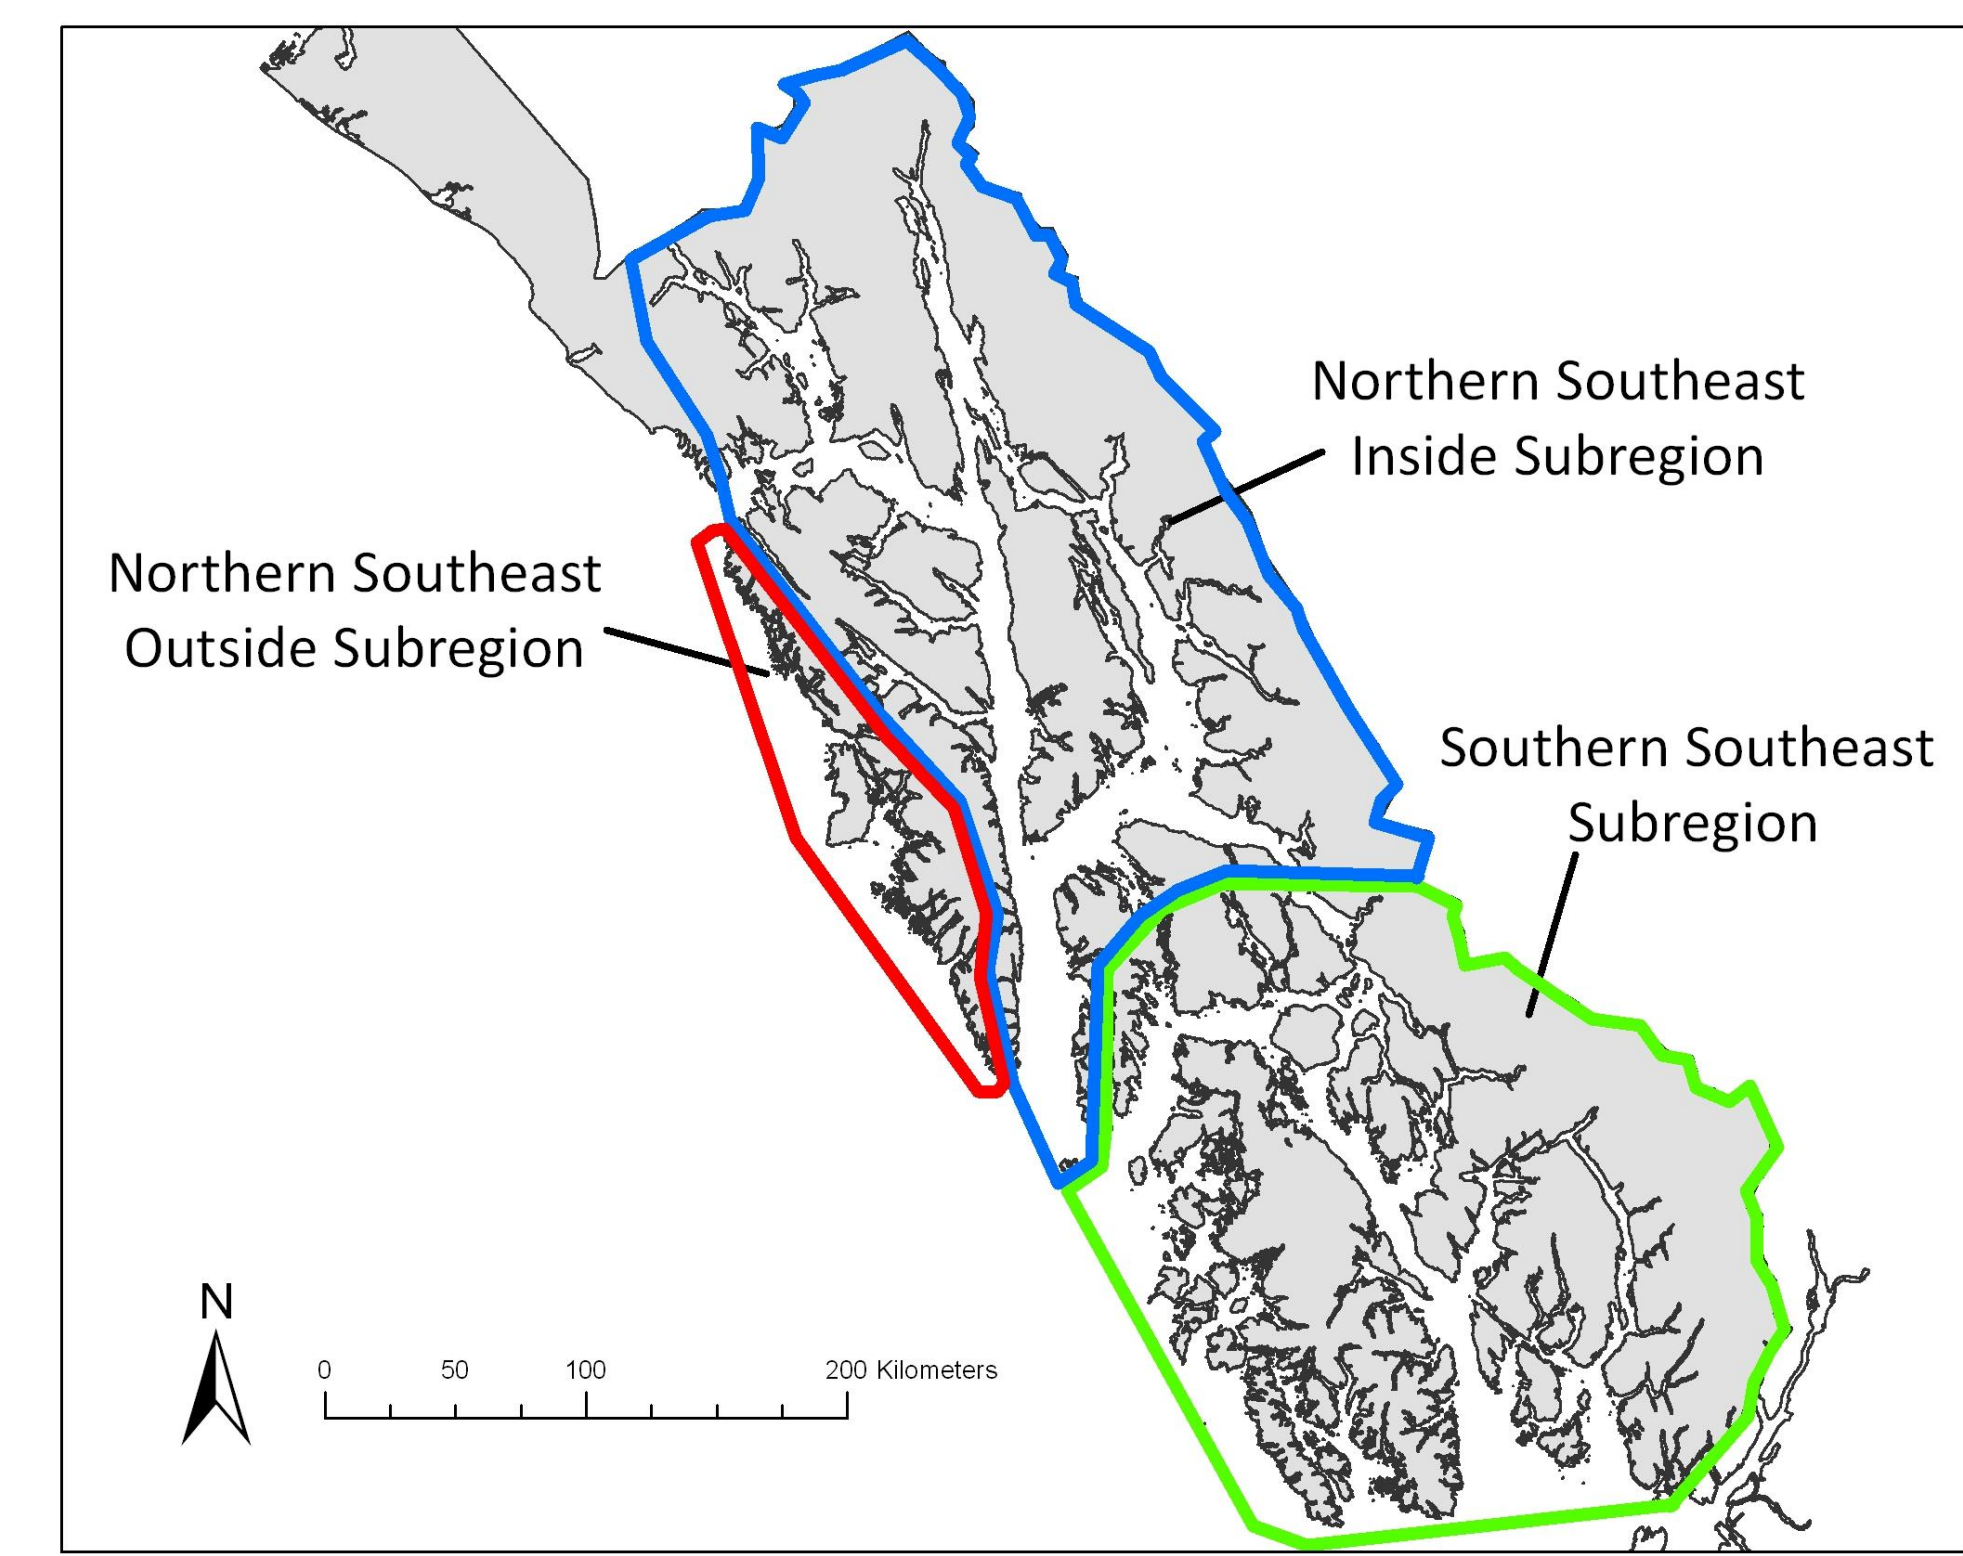 Northern Southeast
Inside Subregion
Northern Southeast
Outside Subregion
Southern Southeast
Subregion
N
0 50 100 200 Kilometers